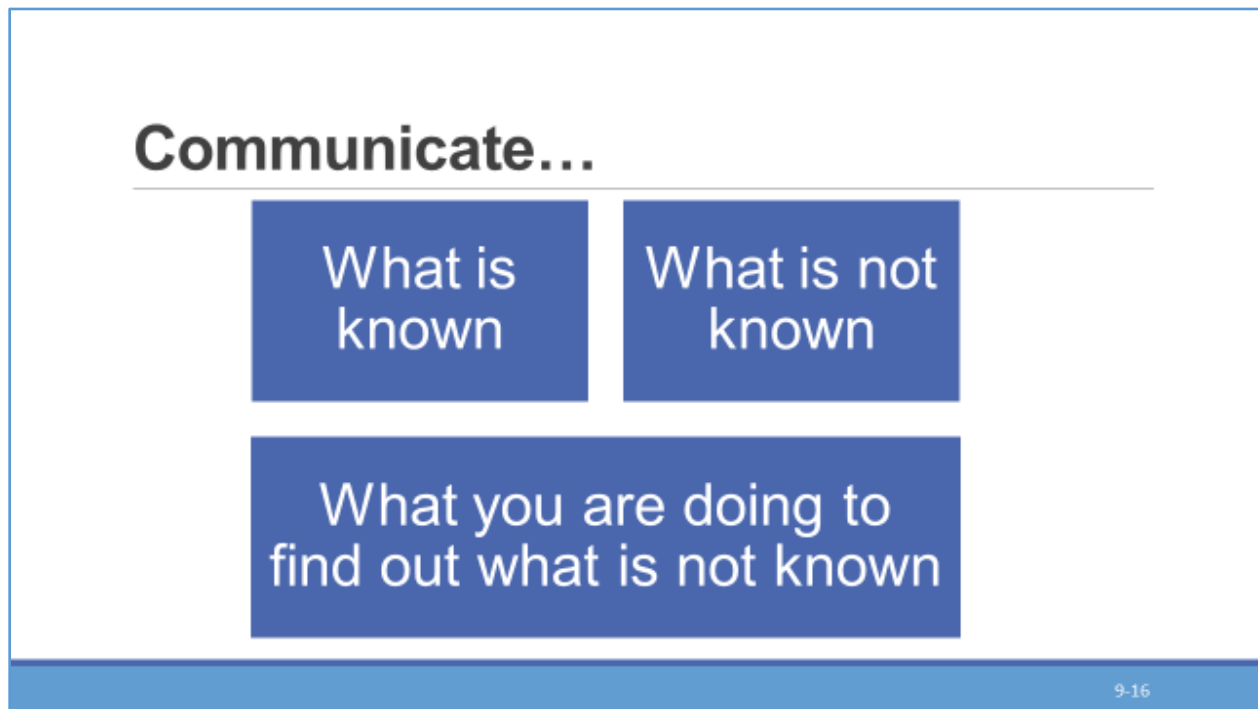 Communicate…
What is
known
What is not
known
What you are doing to
find out what is not known
9-16